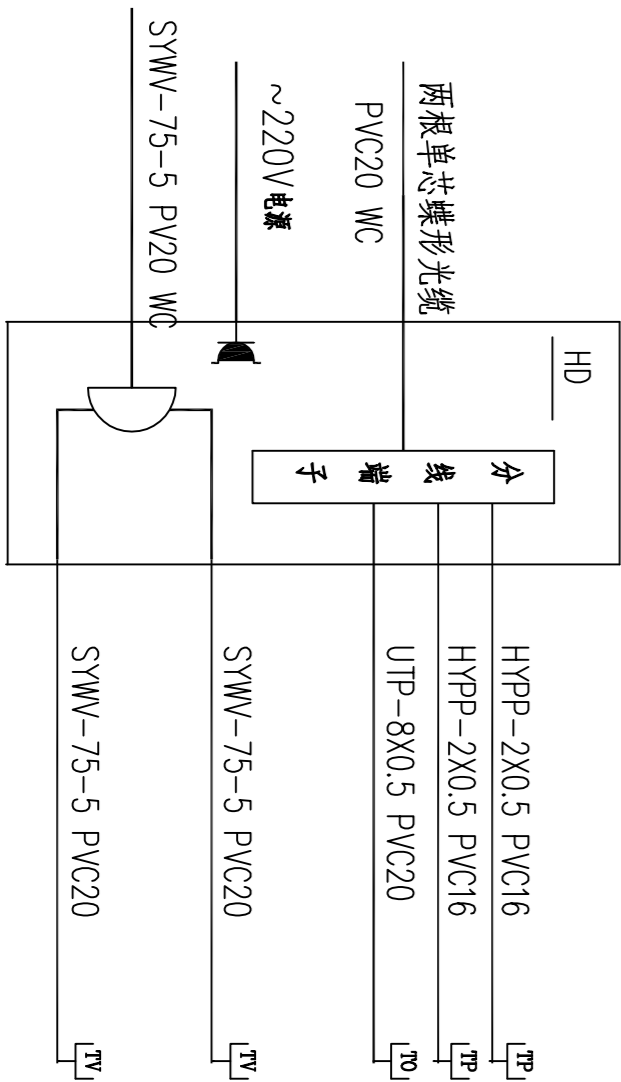 HD
两根单芯蝶形光缆
PVC20 WC
~220V电源
SYWV-75-5 PV20 WC
分线端子
HYPP-2X0.5 PVC16
TP
HYPP-2X0.5 PVC16
TP
UTP-8X0.5 PVC20
TO
SYWV-75-5 PVC20
TV
SYWV-75-5 PVC20
TV